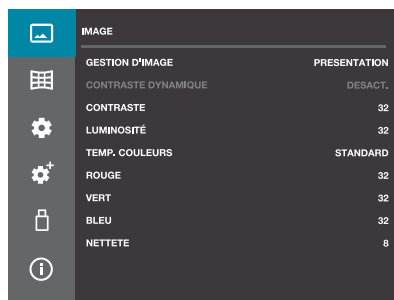 IMAGE
GESTION D'IMAGE PRESENTATION
CONTRASTE DYNAMIQUE DESACT.
CONTRASTE 32
LUMINOSITÉ 32
TEMP. COULEURS STANDARD
ROUGE 32
VERT 32
BLEU 32
NETTETE 8